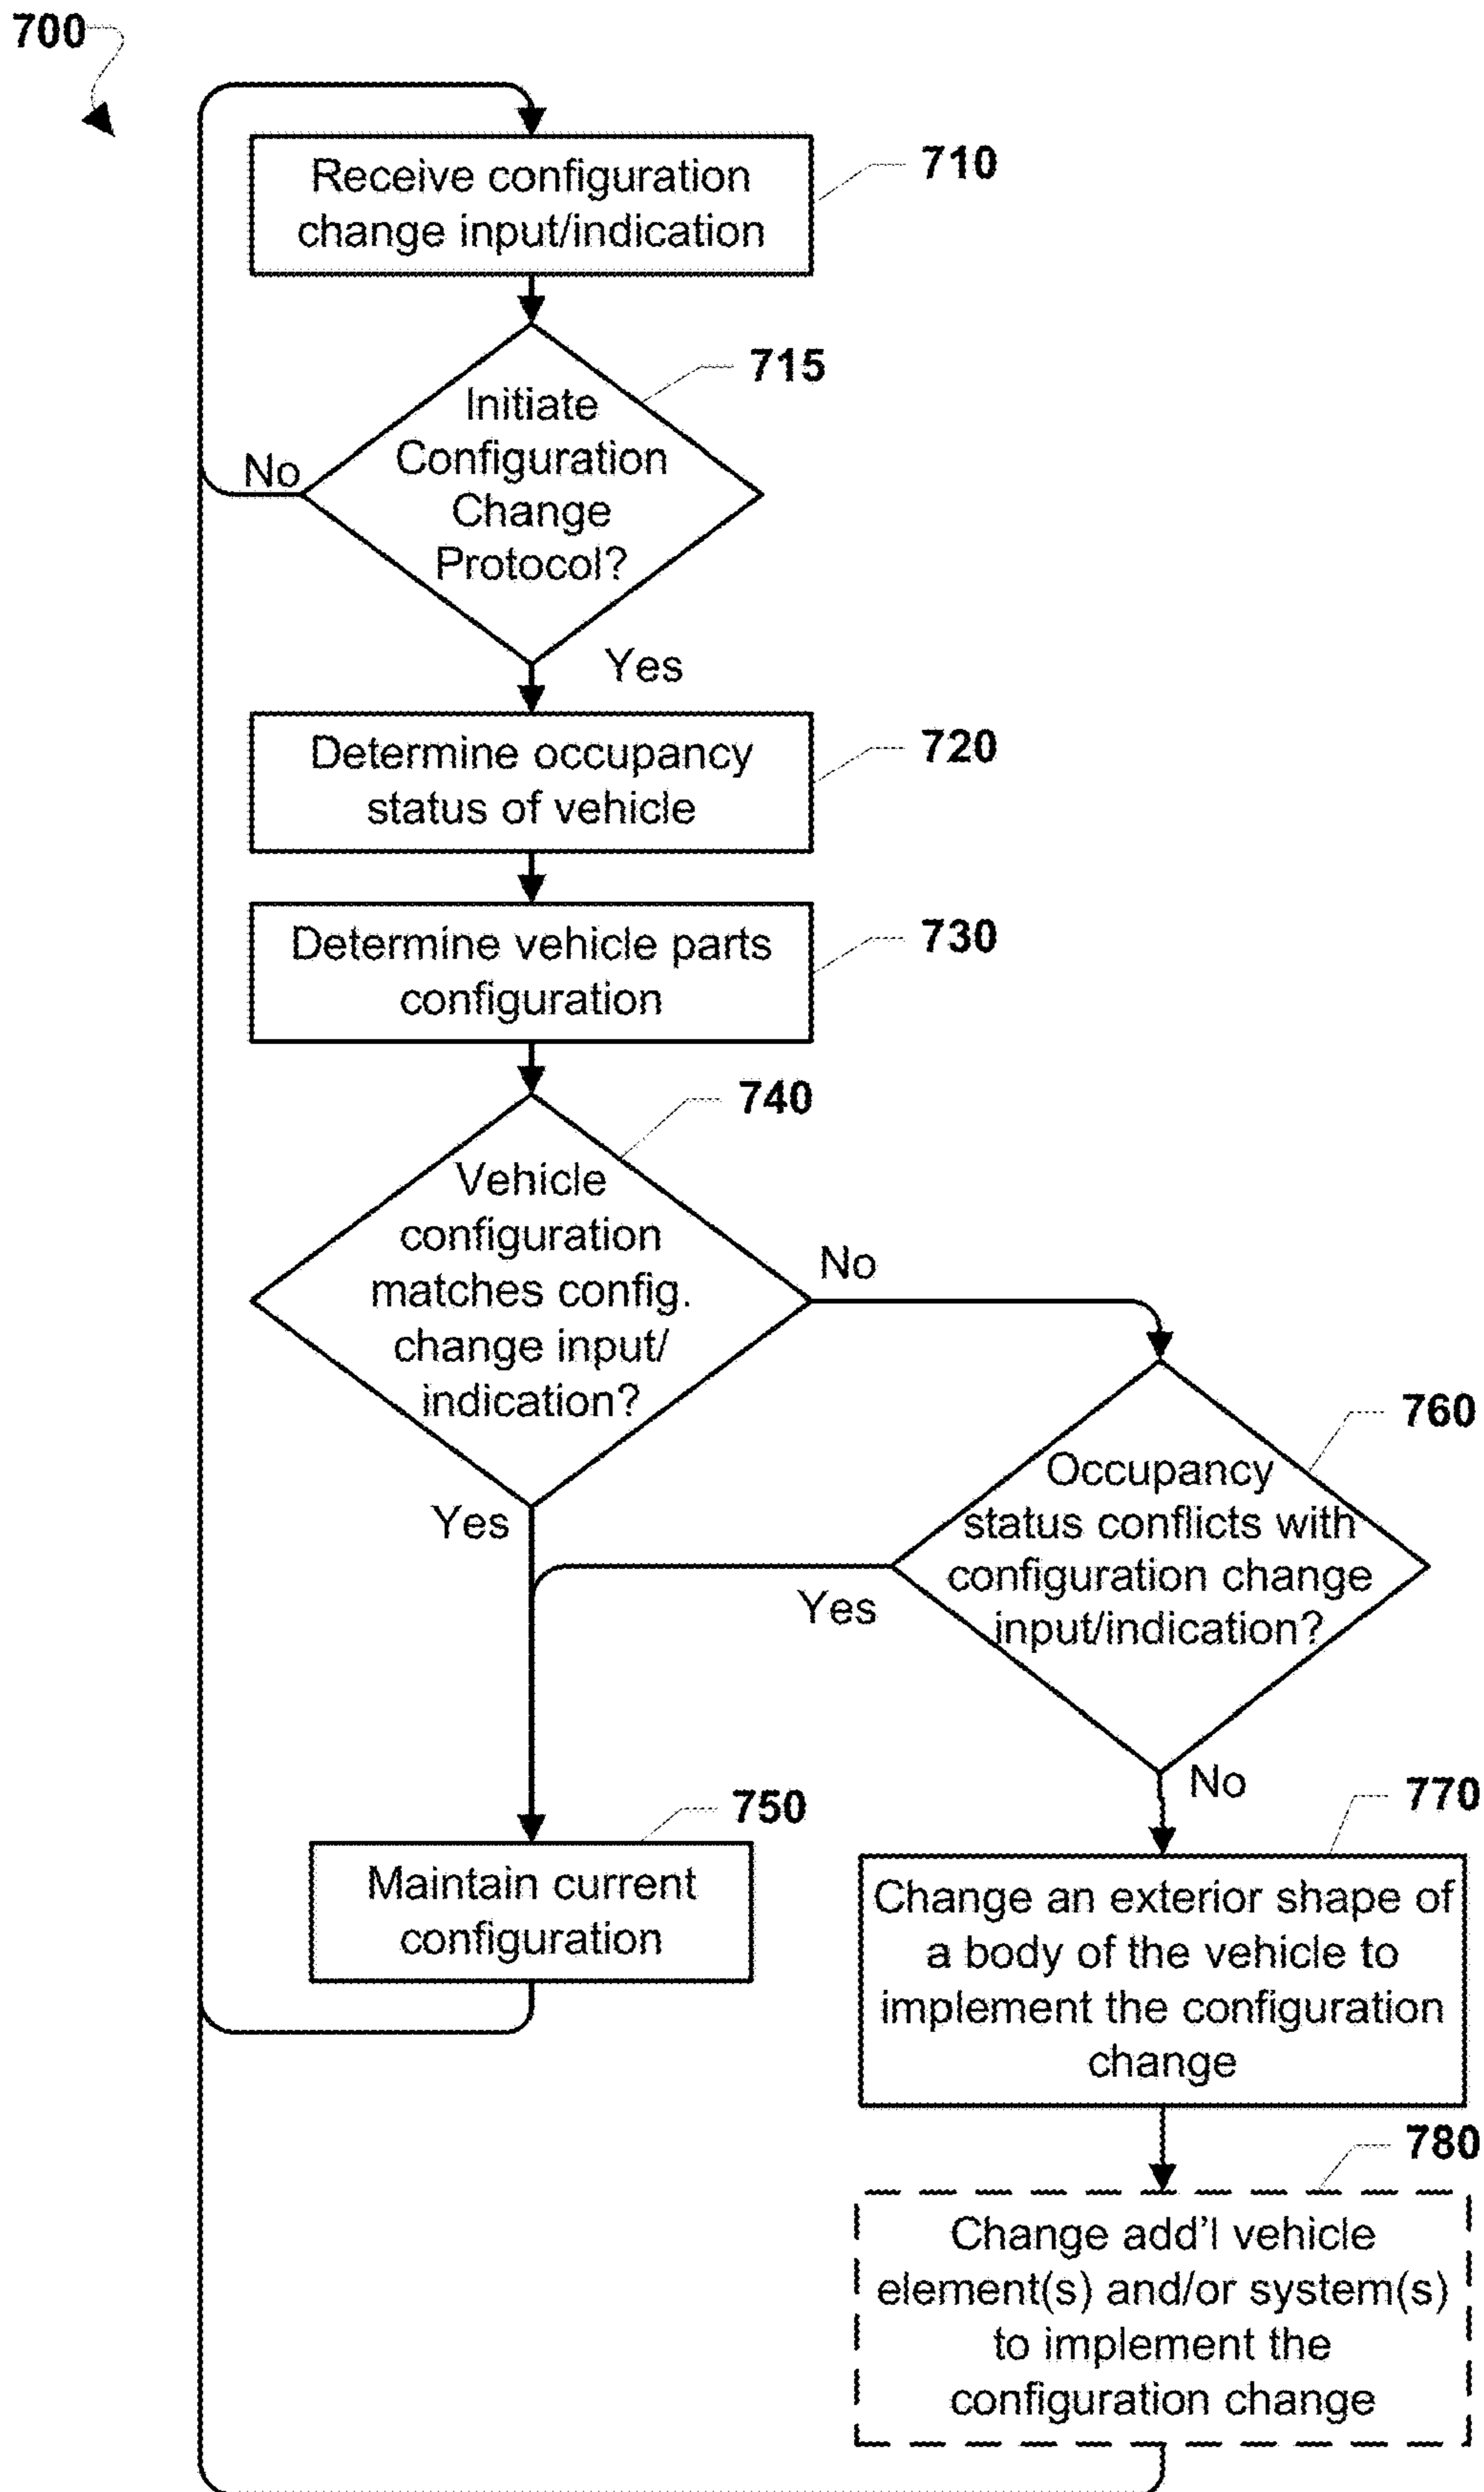 700
Receive configuration
change input/indication
710
Initiate
Configuration
Change
Protocol?
715
No
Yes
Determine occupancy
status of vehicle
720
Determine vehicle parts
configuration
730
Vehicle
configuration
matches config.
change input/
indication?
740
No
Yes
Occupancy
status conflicts with
configuration change
input/indication?
760
Yes
No
Maintain current
configuration
750
Change an exterior shape of
a body of the vehicle to
implement the configuration
change
770
Change add'l vehicle
element(s) and/or system(s)
to implement the
configuration change
780